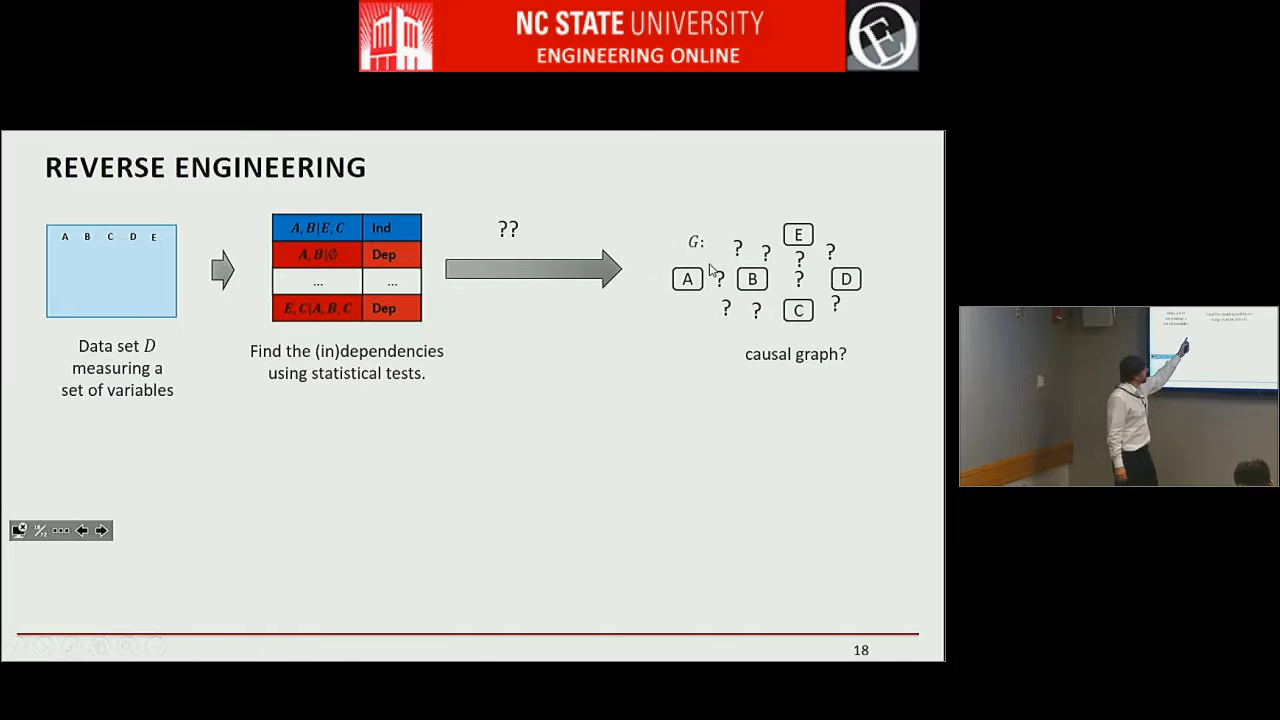 NC STATE UNIVERSITY
ENGINEERING ONLINE
REVERSE ENGINEERING
A B C D E
Data set D
measuring a
set of variables
A, B|E, C Ind
A, B|∅ Dep
... ...
E, C|A, B, C Dep
Find the (in)dependencies
using statistical tests.
??
G:
E
? ? ? ? ?
A ? B ? D
? ? C ?
causal graph?
18